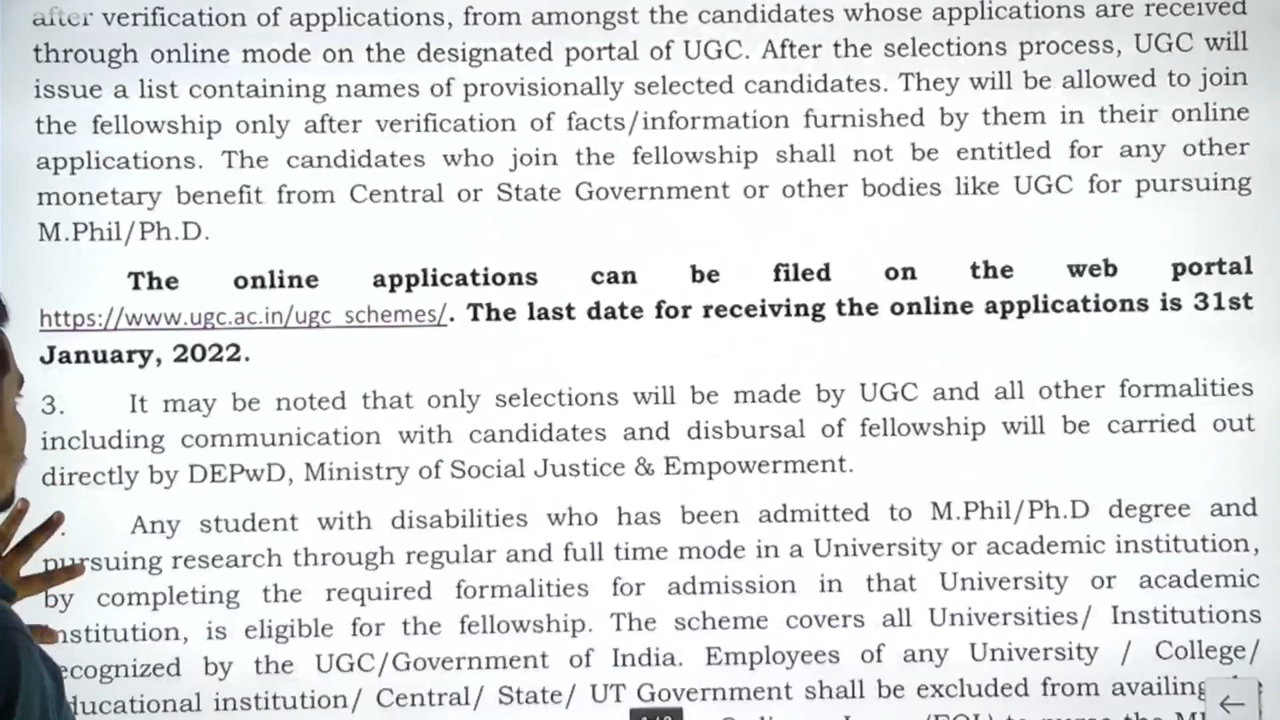 after verification of applications, from amongst the candidates whose applications are received
through online mode on the designated portal of UGC. After the selections process, UGC will
issue a list containing names of provisionally selected candidates. They will be allowed to join
the fellowship only after verification of facts/information furnished by them in their online
applications. The candidates who join the fellowship shall not be entitled for any other
monetary benefit from Central or State Government or other bodies like UGC for pursuing
M.Phil/Ph.D.
The online applications can be filed on the web portal
https://www.ugc.ac.in/ugc_schemes/. The last date for receiving the online applications is 31st
January, 2022.
3. It may be noted that only selections will be made by UGC and all other formalities
including communication with candidates and disbursal of fellowship will be carried out
directly by DEPwD, Ministry of Social Justice & Empowerment.
Any student with disabilities who has been admitted to M.Phil/Ph.D degree and
pursuing research through regular and full time mode in a University or academic institution,
by completing the required formalities for admission in that University or academic
institution, is eligible for the fellowship. The scheme covers all Universities/ Institutions
recognized by the UGC/Government of India. Employees of any University / College/
educational institution/ Central/ State/ UT Government shall be excluded from availing